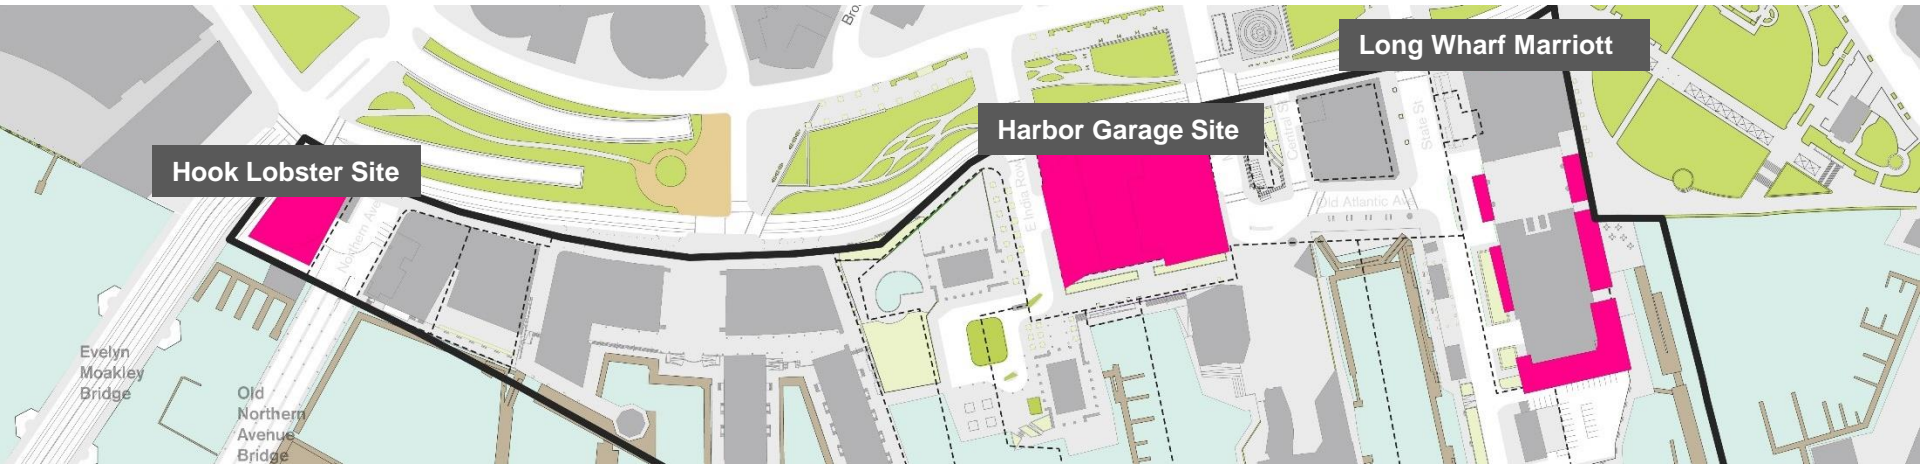 Bro
Long Wharf Marriott
Harbor Garage Site
Hook Lobster Site
Central St
State St
Northern Ave
E India Row
Old Atlantic Ave
Evelyn
Moakley
Bridge
Old
Northern
Avenue
Bridge